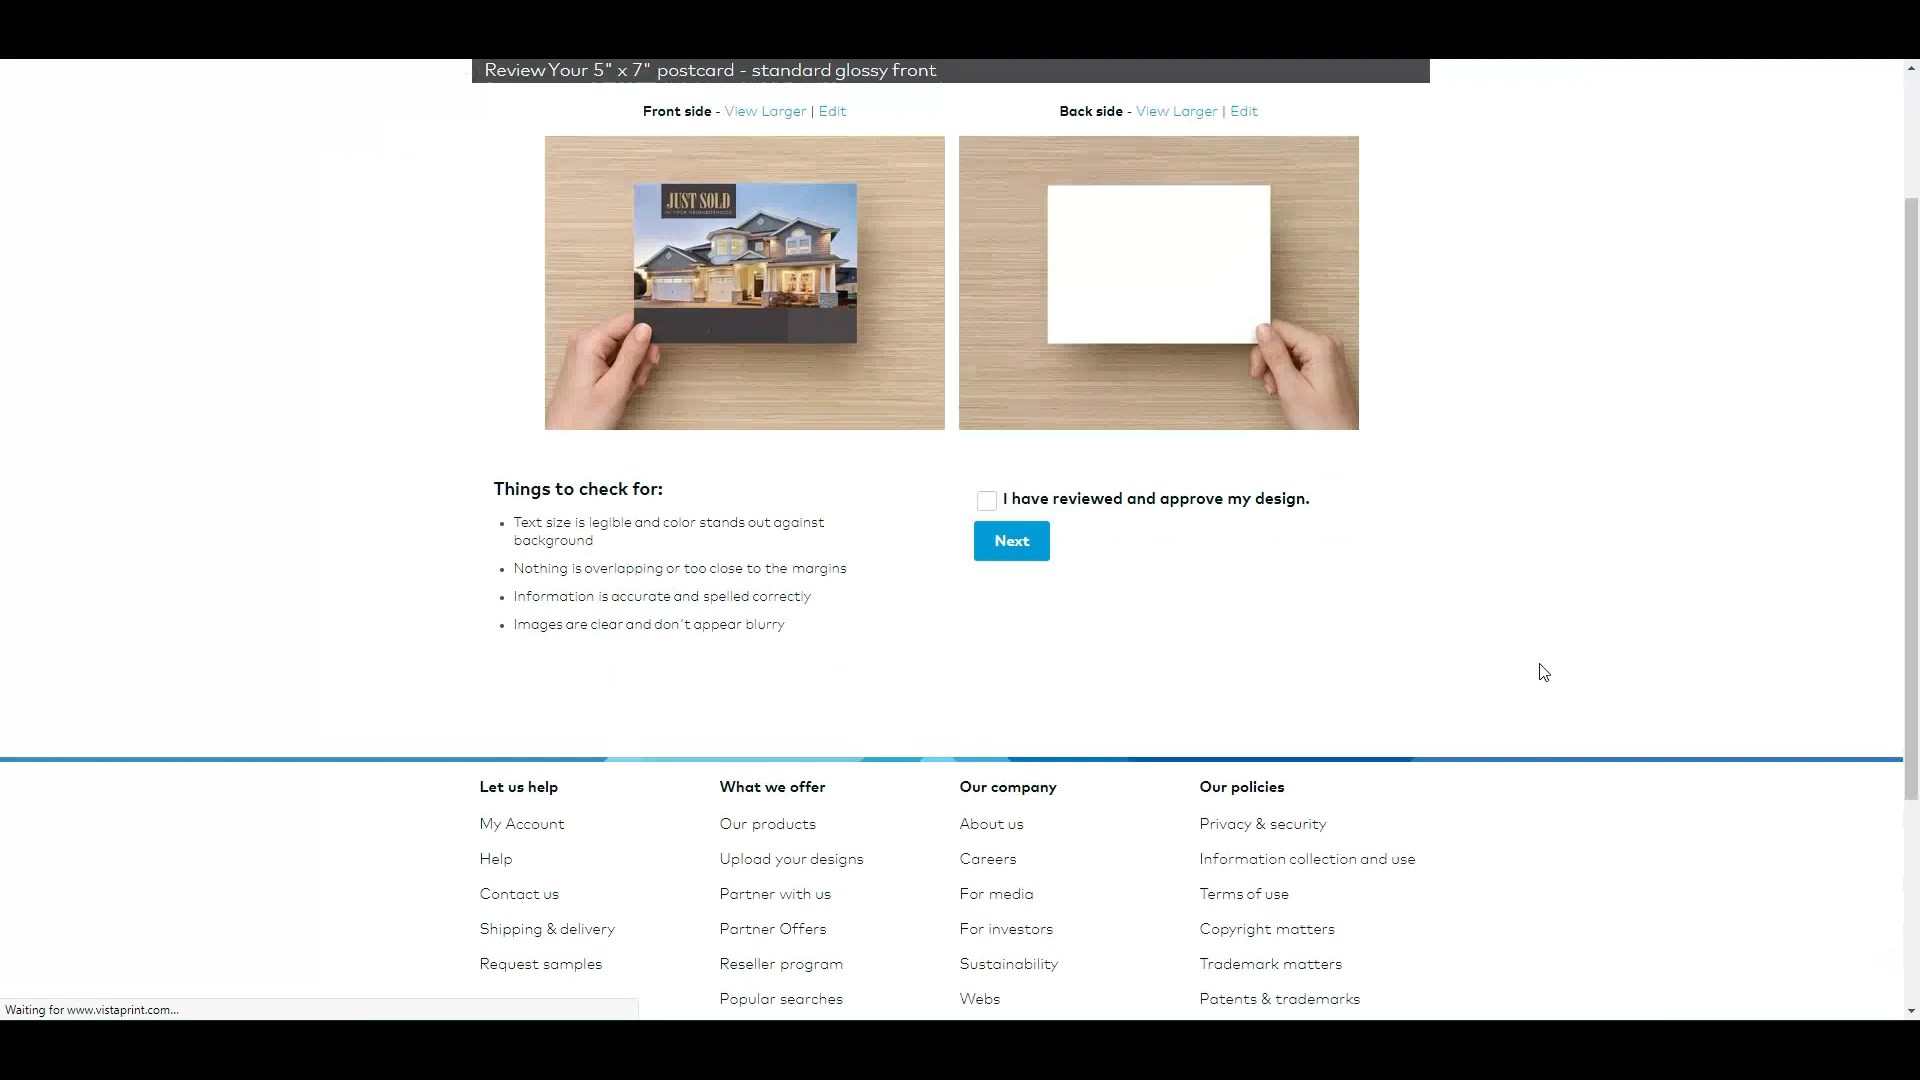 Review Your 5" x 7" postcard - standard glossy front
Front side - View Larger | Edit
Back side - View Larger | Edit
JUST SOLD
IN YOUR NEIGHBORHOOD
Things to check for:
Text size is legible and color stands out against
background
Nothing is overlapping or too close to the margins
Information is accurate and spelled correctly
Images are clear and don't appear blurry
I have reviewed and approve my design.
Next
Let us help
My Account
Help
Contact us
Shipping & delivery
Request samples
What we offer
Our products
Upload your designs
Partner with us
Partner Offers
Reseller program
Popular searches
Our company
About us
Careers
For media
For investors
Sustainability
Webs
Our policies
Privacy & security
Information collection and use
Terms of use
Copyright matters
Trademark matters
Patents & trademarks
Waiting for www.vistaprint.com...